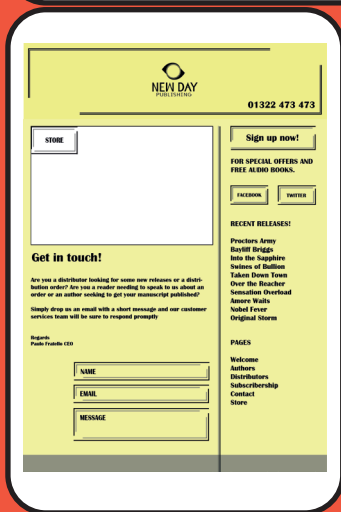 NEW DAY
PUBLISHING
01322 473 473
STORE
Get in touch!
Are you a distributor looking for some new releases or a distri-
bution order? Are you a reader needing to speak to us about an
order or an author seeking to get your manuscript published?
Simply drop us an email with a short message and our customer
services team will be sure to respond promptly
Regards
Paulo Fratello CEO
NAME
EMAIL
MESSAGE
Sign up now!
FOR SPECIAL OFFERS AND
FREE AUDIO BOOKS.
FACEBOOK
TWITTER
RECENT RELEASES!
Proctors Army
Bayliff Briggs
Into the Sapphire
Swines of Bullion
Taken Down Town
Over the Reacher
Sensation Overload
Amore Waits
Nobel Fever
Original Storm
PAGES
Welcome
Authors
Distributors
Subscribership
Contact
Store